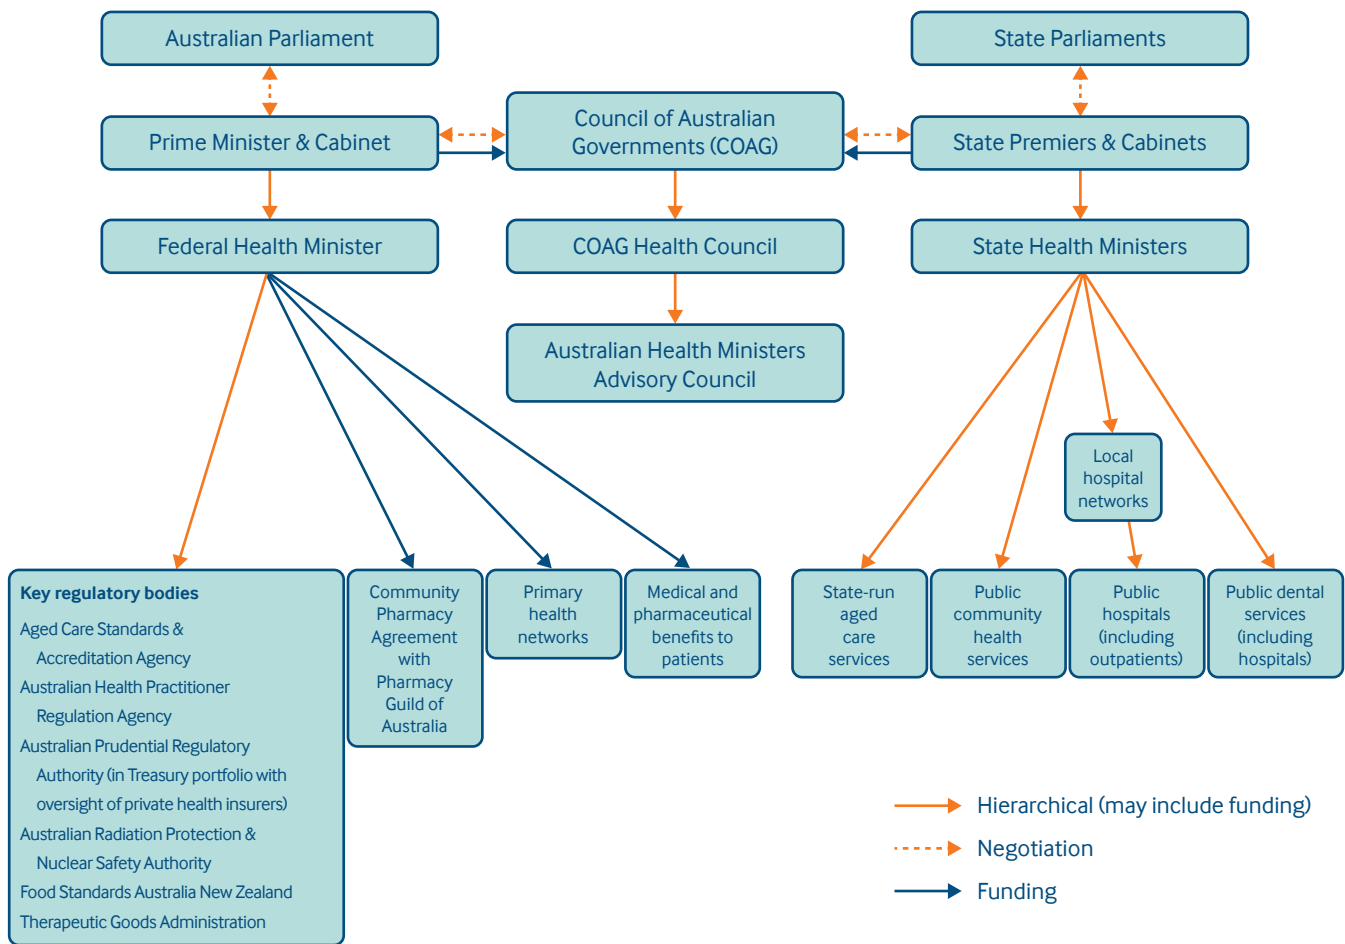 Australian Parliament
State Parliaments
Prime Minister & Cabinet
Council of Australian
Governments (COAG)
State Premiers & Cabinets
Federal Health Minister
COAG Health Council
State Health Ministers
Australian Health Ministers
Advisory Council
Local
hospital
networks
Key regulatory bodies
Aged Care Standards &
Accreditation Agency
Australian Health Practitioner
Regulation Agency
Australian Prudential Regulatory
Authority (in Treasury portfolio with
oversight of private health insurers)
Australian Radiation Protection &
Nuclear Safety Authority
Food Standards Australia New Zealand
Therapeutic Goods Administration
Community
Pharmacy
Agreement
with
Pharmacy
Guild of
Australia
Primary
health
networks
Medical and
pharmaceutical
benefits to
patients
State-run
aged
care
services
Public
community
health
services
Public
hospitals
(including
outpatients)
Public dental
services
(including
hospitals)
Hierarchical (may include funding)
Negotiation
Funding